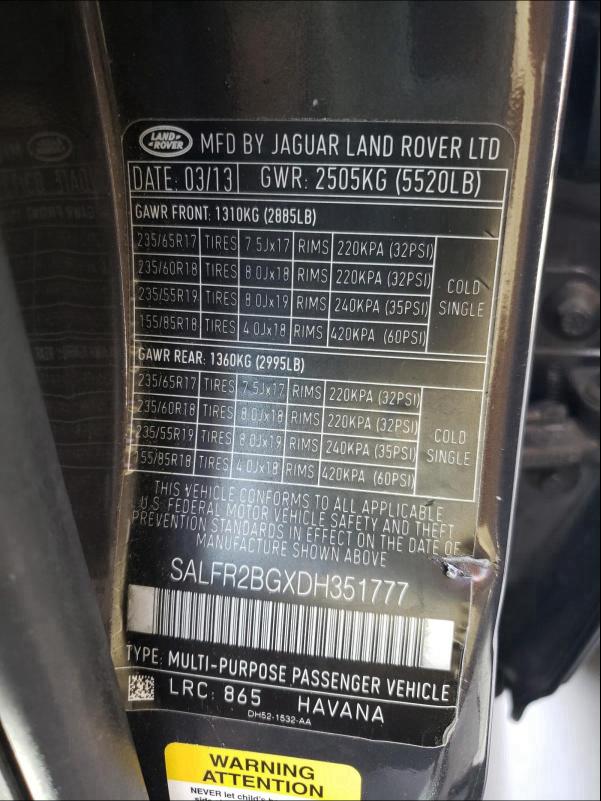 LAND ROVER MFD BY JAGUAR LAND ROVER LTD
DATE: 03/13 GWR: 2505KG (5520LB)
GAWR FRONT: 1310KG (2885LB)
235/65R17 TIRES 7.5Jx17 RIMS 220KPA (32PSI)
235/60R18 TIRES 8.0Jx18 RIMS 220KPA (32PSI)
235/55R19 TIRES 8.0Jx19 RIMS 240KPA (35PSI)
155/85R18 TIRES 4.0Jx18 RIMS 420KPA (60PSI)
COLD
SINGLE
GAWR REAR: 1360KG (2995LB)
235/65R17 TIRES 7.5Jx17 RIMS 220KPA (32PSI)
235/60R18 TIRES 8.0Jx18 RIMS 220KPA (32PSI)
235/55R19 TIRES 8.0Jx19 RIMS 240KPA (35PSI)
155/85R18 TIRES 4.0Jx18 RIMS 420KPA (60PSI)
COLD
SINGLE
THIS VEHICLE CONFORMS TO ALL APPLICABLE
U.S. FEDERAL MOTOR VEHICLE SAFETY AND THEFT
PREVENTION STANDARDS IN EFFECT ON THE DATE OF
MANUFACTURE SHOWN ABOVE
SALFR2BGXDH351777
TYPE: MULTI-PURPOSE PASSENGER VEHICLE
LRC: 865 HAVANA
DH52-1532-AA
WARNING
ATTENTION
NEVER let child's